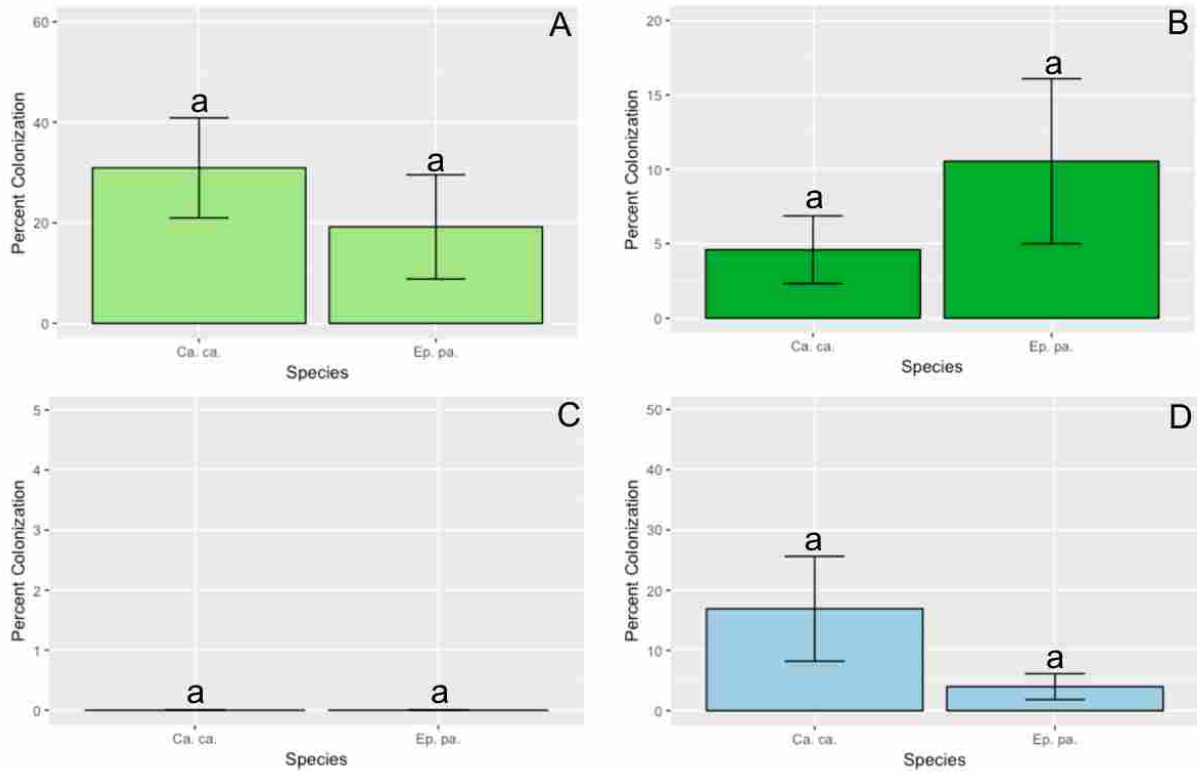 A
Percent Colonization
60
40
20
0
a
a
Ca. ca.
Ep. pa.
Species
B
Percent Colonization
20
15
10
5
0
a
a
Ca. ca.
Ep. pa.
Species
C
Percent Colonization
5
4
3
2
1
0
a
a
Ca. ca.
Ep. pa.
Species
D
Percent Colonization
50
40
30
20
10
0
a
a
Ca. ca.
Ep. pa.
Species